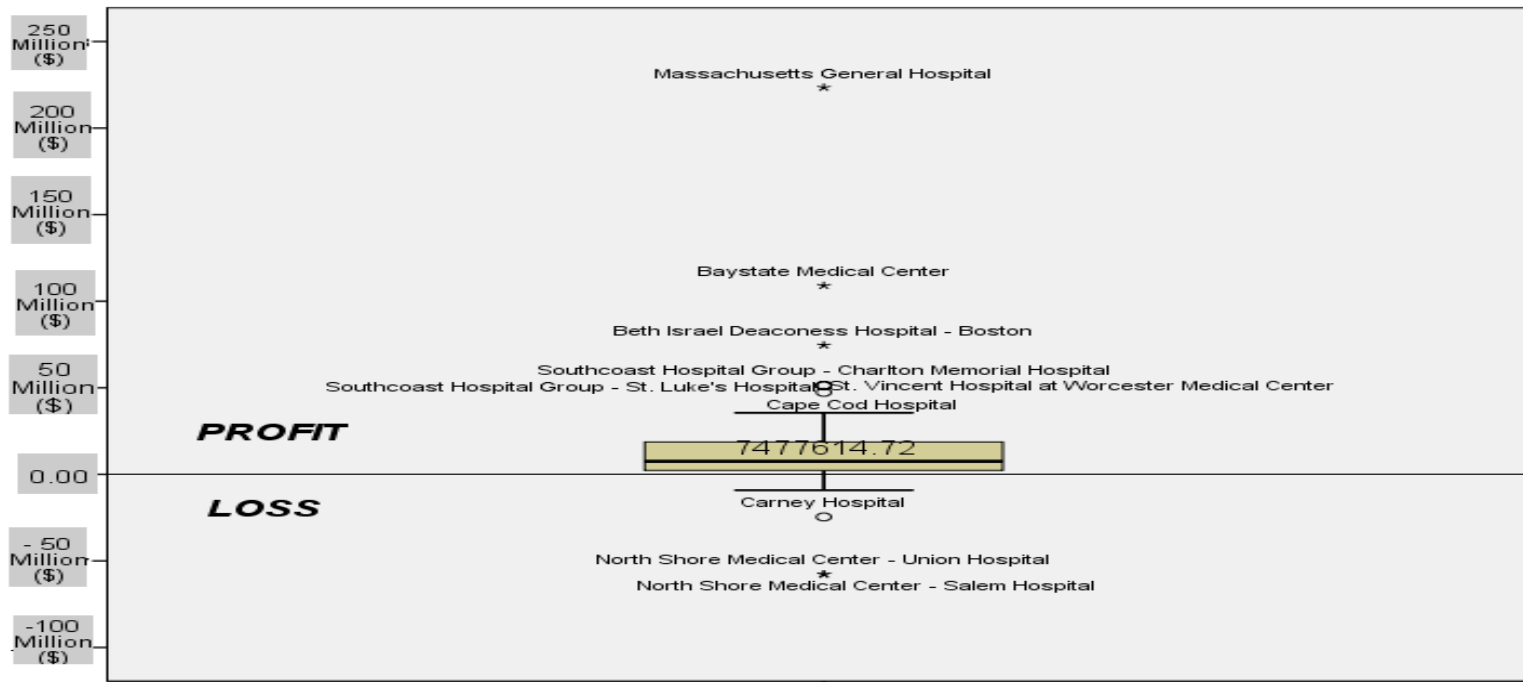 250
Million
($)
Massachusetts General Hospital
200
Million
($)
150
Million
($)
Baystate Medical Center
100
Million
($)
Beth Israel Deaconess Hospital - Boston
50
Million
($)
Southcoast Hospital Group - Charlton Memorial Hospital
Southcoast Hospital Group - St. Luke's Hospital St. Vincent Hospital at Worcester Medical Center
Cape Cod Hospital
PROFIT
7477614.72
0.00
LOSS
Carney Hospital
- 50
Million
($)
North Shore Medical Center - Union Hospital
North Shore Medical Center - Salem Hospital
-100
Million
($)